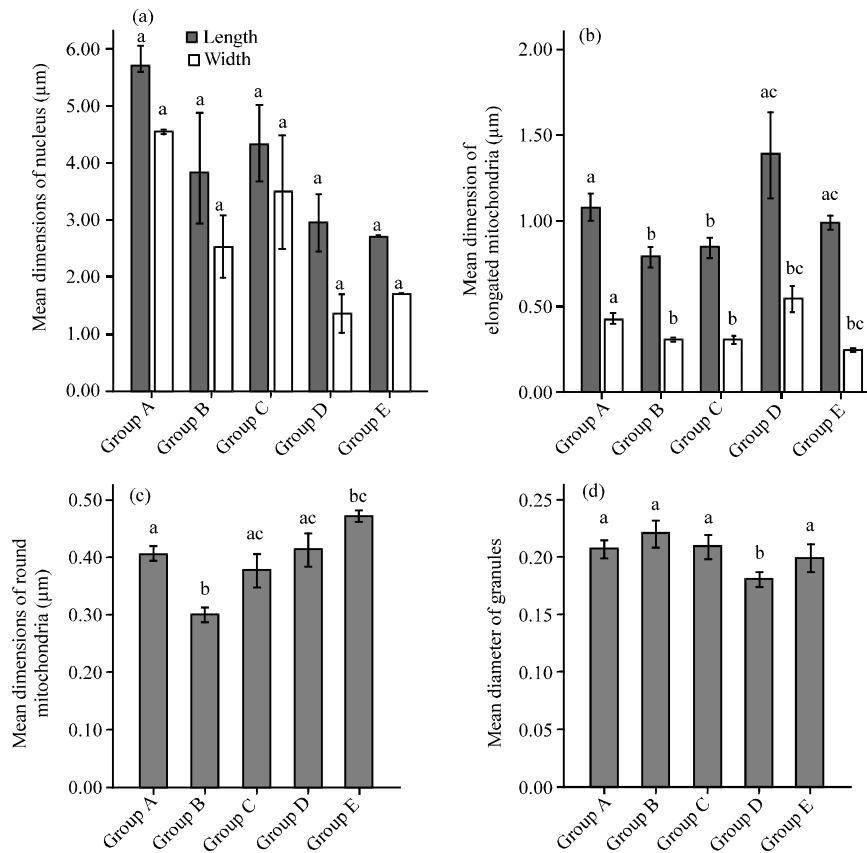 (a)
Length
Width
Mean dimensions of nucleus (µm)
6.00
5.00
4.00
3.00
2.00
1.00
0.00
a
a
a
a
a
a
a
a
a
a
Group A
Group B
Group C
Group D
Group E
(b)
Mean dimension of
elongated mitochondria (µm)
2.00
1.50
1.00
0.50
0.00
a
a
b
b
b
b
ac
bc
ac
bc
Group A
Group B
Group C
Group D
Group E
(c)
Mean dimensions of round
mitochondria (µm)
0.50
0.40
0.30
0.20
0.10
0.00
a
b
ac
ac
bc
Group A
Group B
Group C
Group D
Group E
(d)
Mean diameter of granules
0.25
0.20
0.15
0.10
0.05
0.00
a
a
a
b
a
Group A
Group B
Group C
Group D
Group E